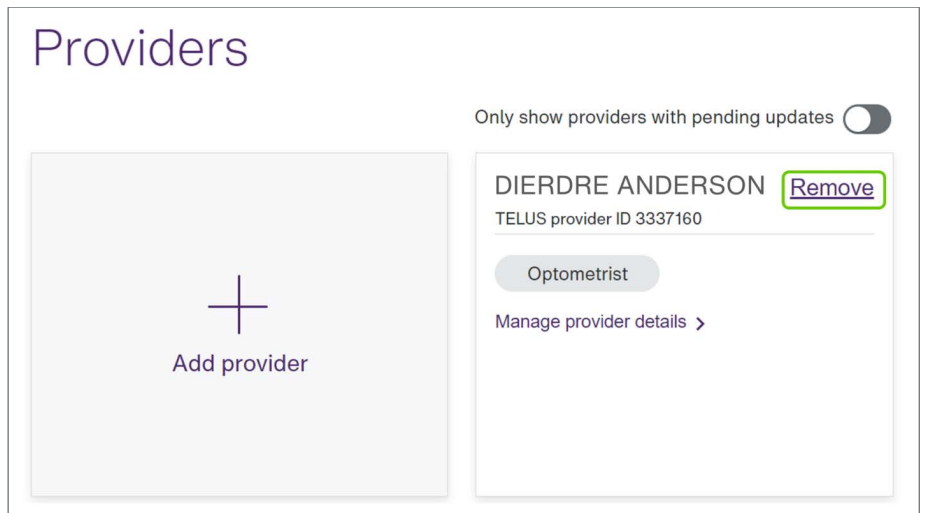 Providers
Only show providers with pending updates
Add provider
DIERDRE ANDERSON Remove
TELUS provider ID 3337160
Optometrist
Manage provider details